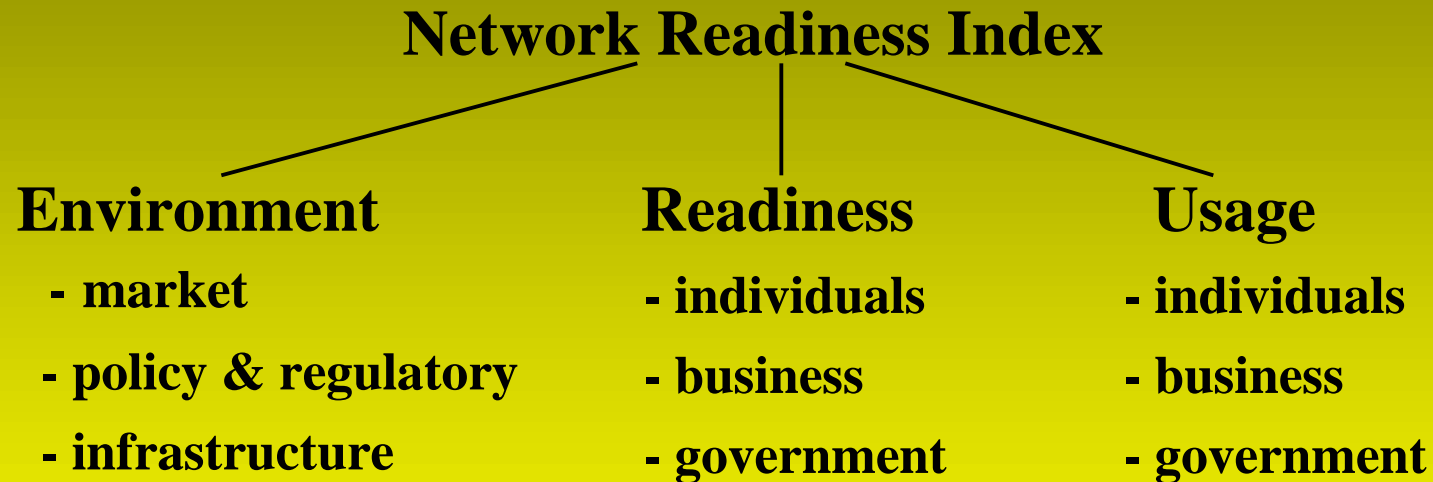 Network Readiness Index
Environment
- market
- policy & regulatory
- infrastructure
Readiness
- individuals
- business
- government
Usage
- individuals
- business
- government